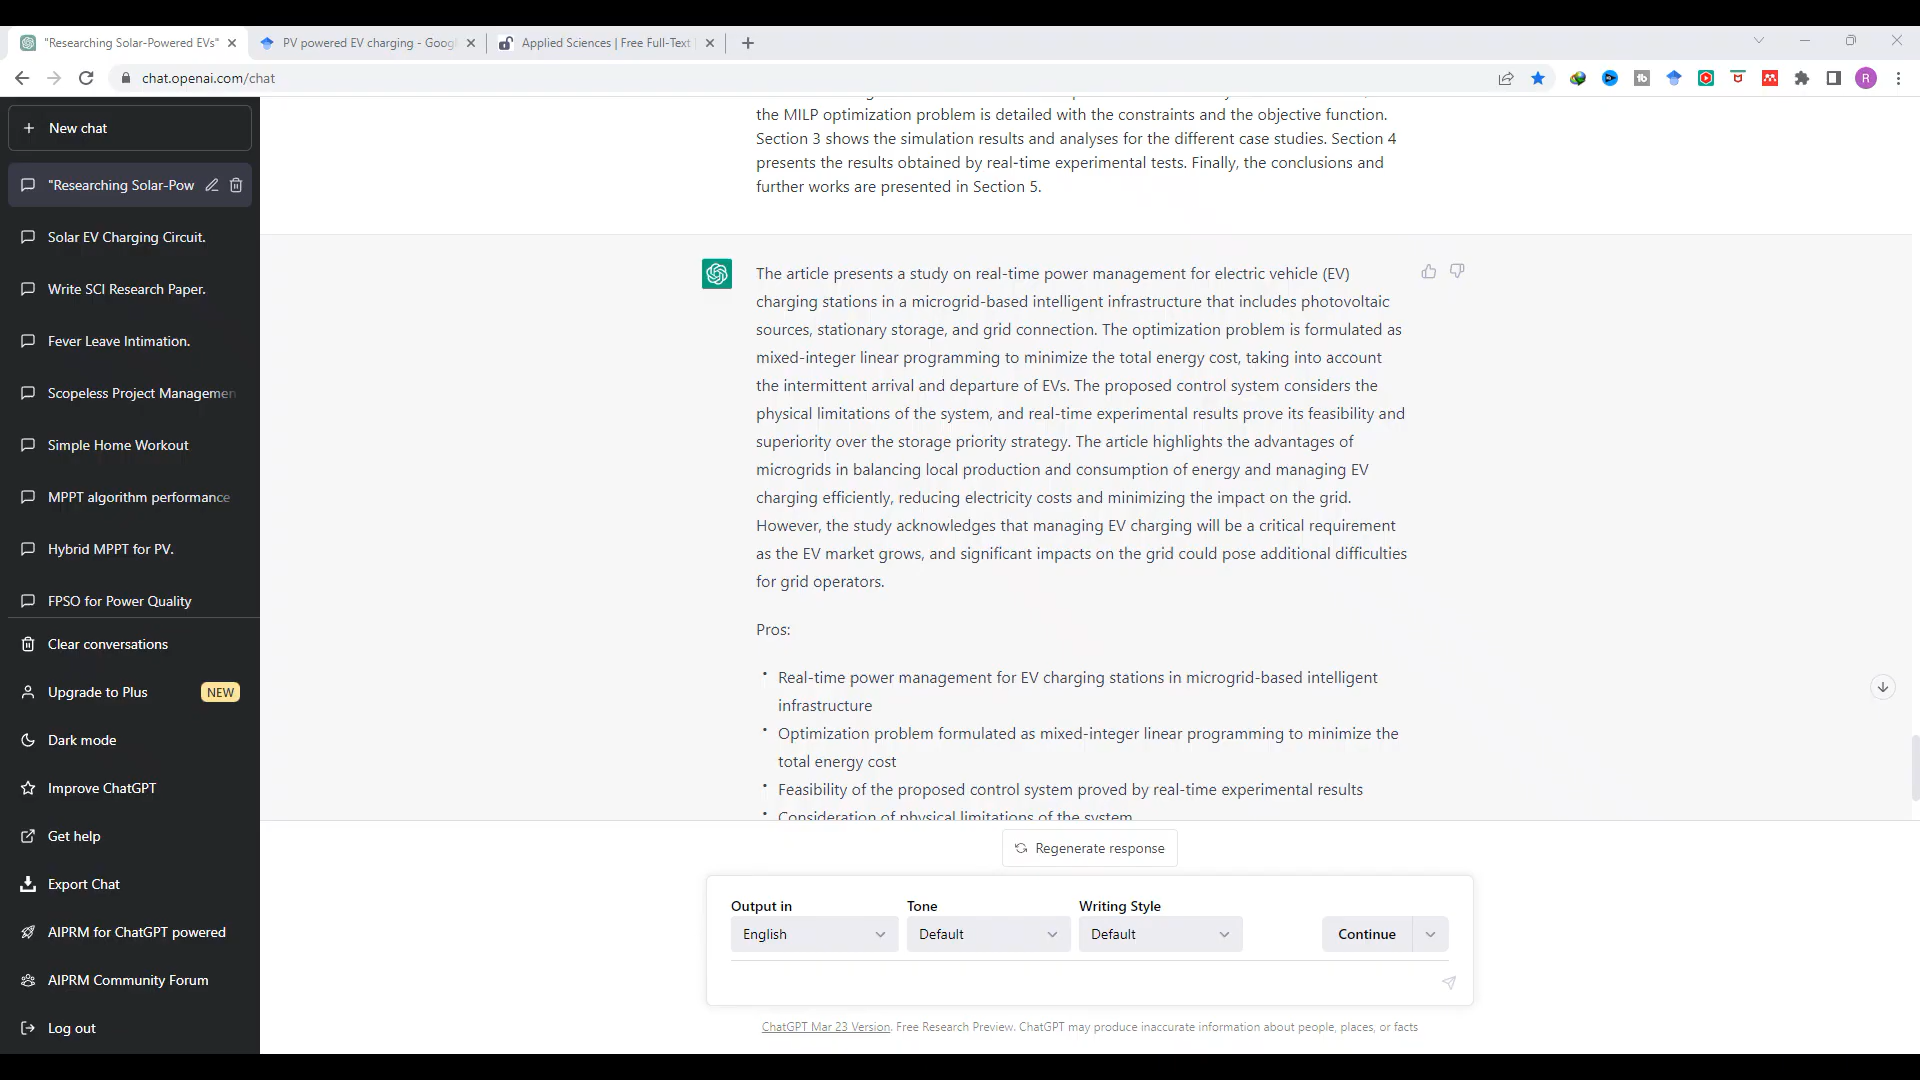 "Researching Solar-Powered EVs"
PV powered EV charging - Goog
Applied Sciences | Free Full-Text
chat.openai.com/chat
R
New chat
"Researching Solar-Pow
Solar EV Charging Circuit.
Write SCI Research Paper.
Fever Leave Intimation.
Scopeless Project Managemen
Simple Home Workout
MPPT algorithm performance
Hybrid MPPT for PV.
FPSO for Power Quality
Clear conversations
Upgrade to Plus NEW
Dark mode
Improve ChatGPT
Get help
Export Chat
AIPRM for ChatGPT powered
AIPRM Community Forum
Log out
the MILP optimization problem is detailed with the constraints and the objective function.
Section 3 shows the simulation results and analyses for the different case studies. Section 4
presents the results obtained by real-time experimental tests. Finally, the conclusions and
further works are presented in Section 5.
The article presents a study on real-time power management for electric vehicle (EV)
charging stations in a microgrid-based intelligent infrastructure that includes photovoltaic
sources, stationary storage, and grid connection. The optimization problem is formulated as
mixed-integer linear programming to minimize the total energy cost, taking into account
the intermittent arrival and departure of EVs. The proposed control system considers the
physical limitations of the system, and real-time experimental results prove its feasibility and
superiority over the storage priority strategy. The article highlights the advantages of
microgrids in balancing local production and consumption of energy and managing EV
charging efficiently, reducing electricity costs and minimizing the impact on the grid.
However, the study acknowledges that managing EV charging will be a critical requirement
as the EV market grows, and significant impacts on the grid could pose additional difficulties
for grid operators.
Pros:
• Real-time power management for EV charging stations in microgrid-based intelligent
infrastructure
• Optimization problem formulated as mixed-integer linear programming to minimize the
total energy cost
• Feasibility of the proposed control system proved by real-time experimental results
• Consideration of physical limitations of the system
Regenerate response
Output in Tone Writing Style
English Default Default Continue
ChatGPT Mar 23 Version. Free Research Preview. ChatGPT may produce inaccurate information about people, places, or facts